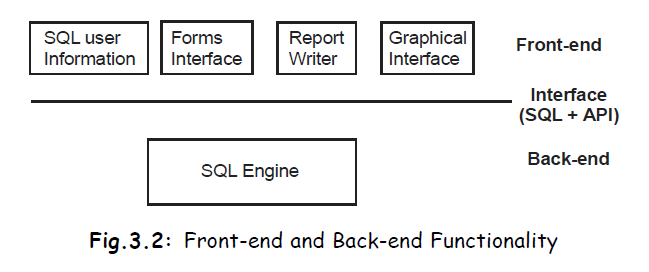 SQL user
Information
Forms
Interface
Report
Writer
Graphical
Interface
Front-end
Interface
(SQL + API)
Back-end
SQL Engine
Fig.3.2: Front-end and Back-end Functionality